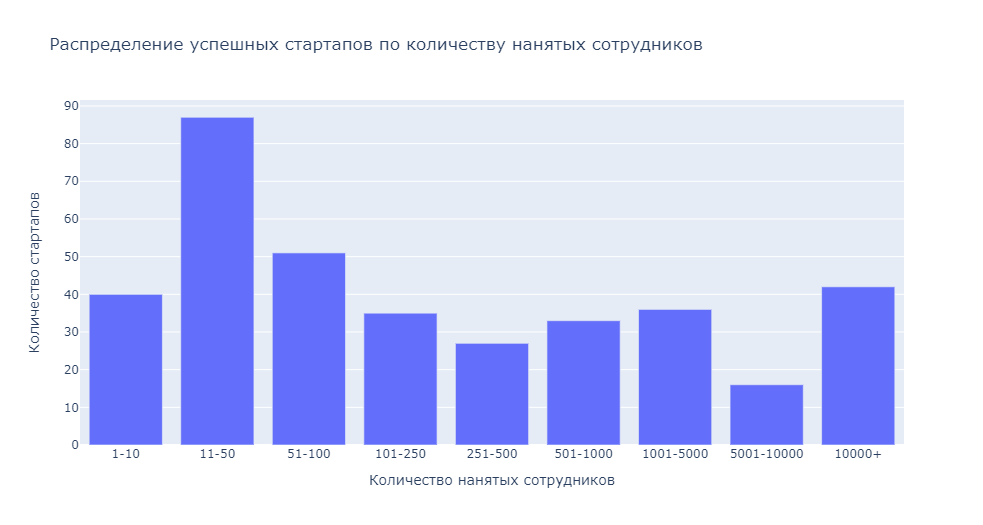 Распределение успешных стартапов по количеству нанятых сотрудников
Количество стартапов
90
80
70
60
50
40
30
20
10
0
1-10 11-50 51-100 101-250 251-500 501-1000 1001-5000 5001-10000 10000+
Количество нанятых сотрудников